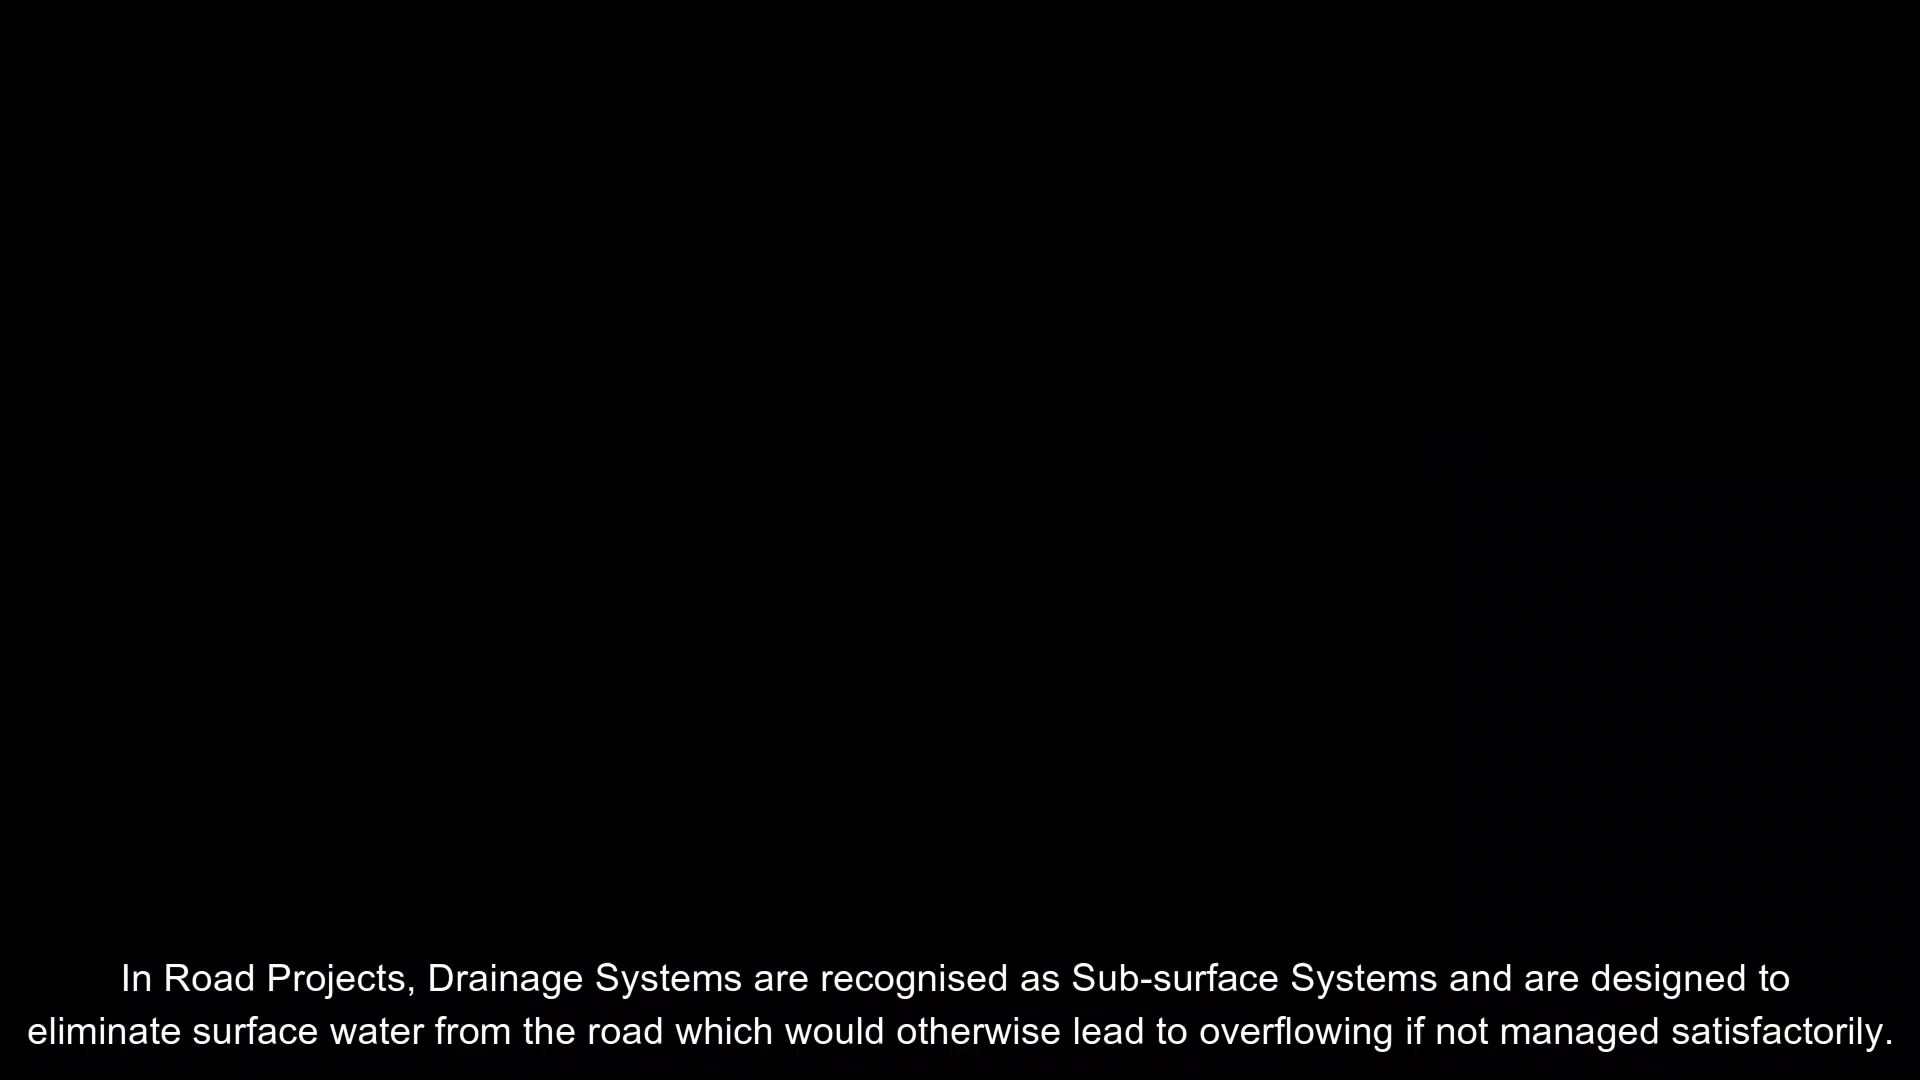 In Road Projects, Drainage Systems are recognised as Sub-surface Systems and are designed to
eliminate surface water from the road which would otherwise lead to overflowing if not managed satisfactorily.